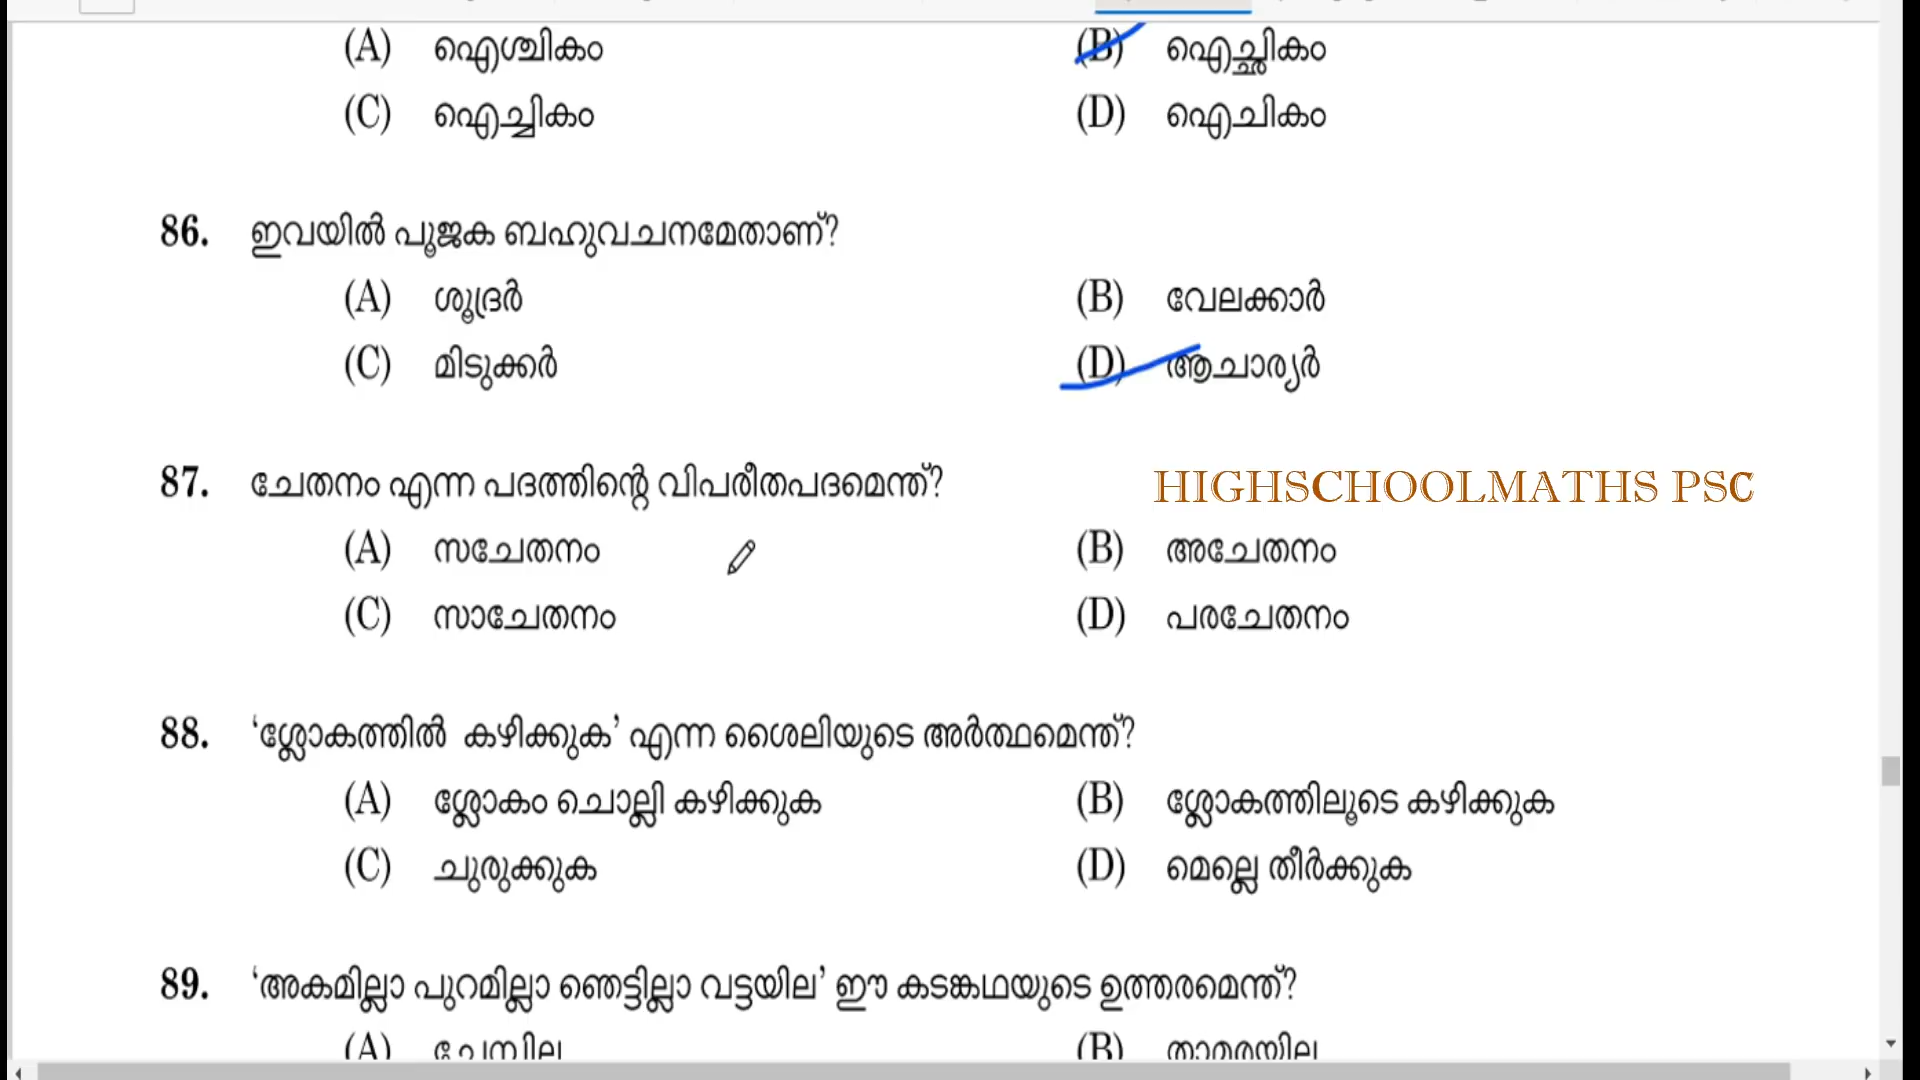 (A) ഐശ്ചികം (B) ഐച്ഛികം
(C) ഐച്ചികം (D) ഐചികം
86. ഇവയിൽ പൂജക ബഹുവചനമേതാണ്?
(A) ശൂദ്രർ (B) വേലക്കാർ
(C) മിടുക്കർ (D) ആചാര്യർ
87. ചേതനം എന്ന പദത്തിന്റെ വിപരീതപദമെന്ത്?
HIGHSCHOOLMATHS PSC
(A) സചേതനം (B) അചേതനം
(C) സാചേതനം (D) പരചേതനം
88. ‘ശ്ലോകത്തിൽ കഴിക്കുക’ എന്ന ശൈലിയുടെ അർത്ഥമെന്ത്?
(A) ശ്ലോകം ചൊല്ലി കഴിക്കുക (B) ശ്ലോകത്തിലൂടെ കഴിക്കുക
(C) ചുരുക്കുക (D) മെല്ലെ തീർക്കുക
89. ‘അകമില്ലാ പുറമില്ലാ ഞെട്ടില്ലാ വട്ടയില’ ഈ കടങ്കഥയുടെ ഉത്തരമെന്ത്?
(A) ചേമ്പില (B) താമരയില